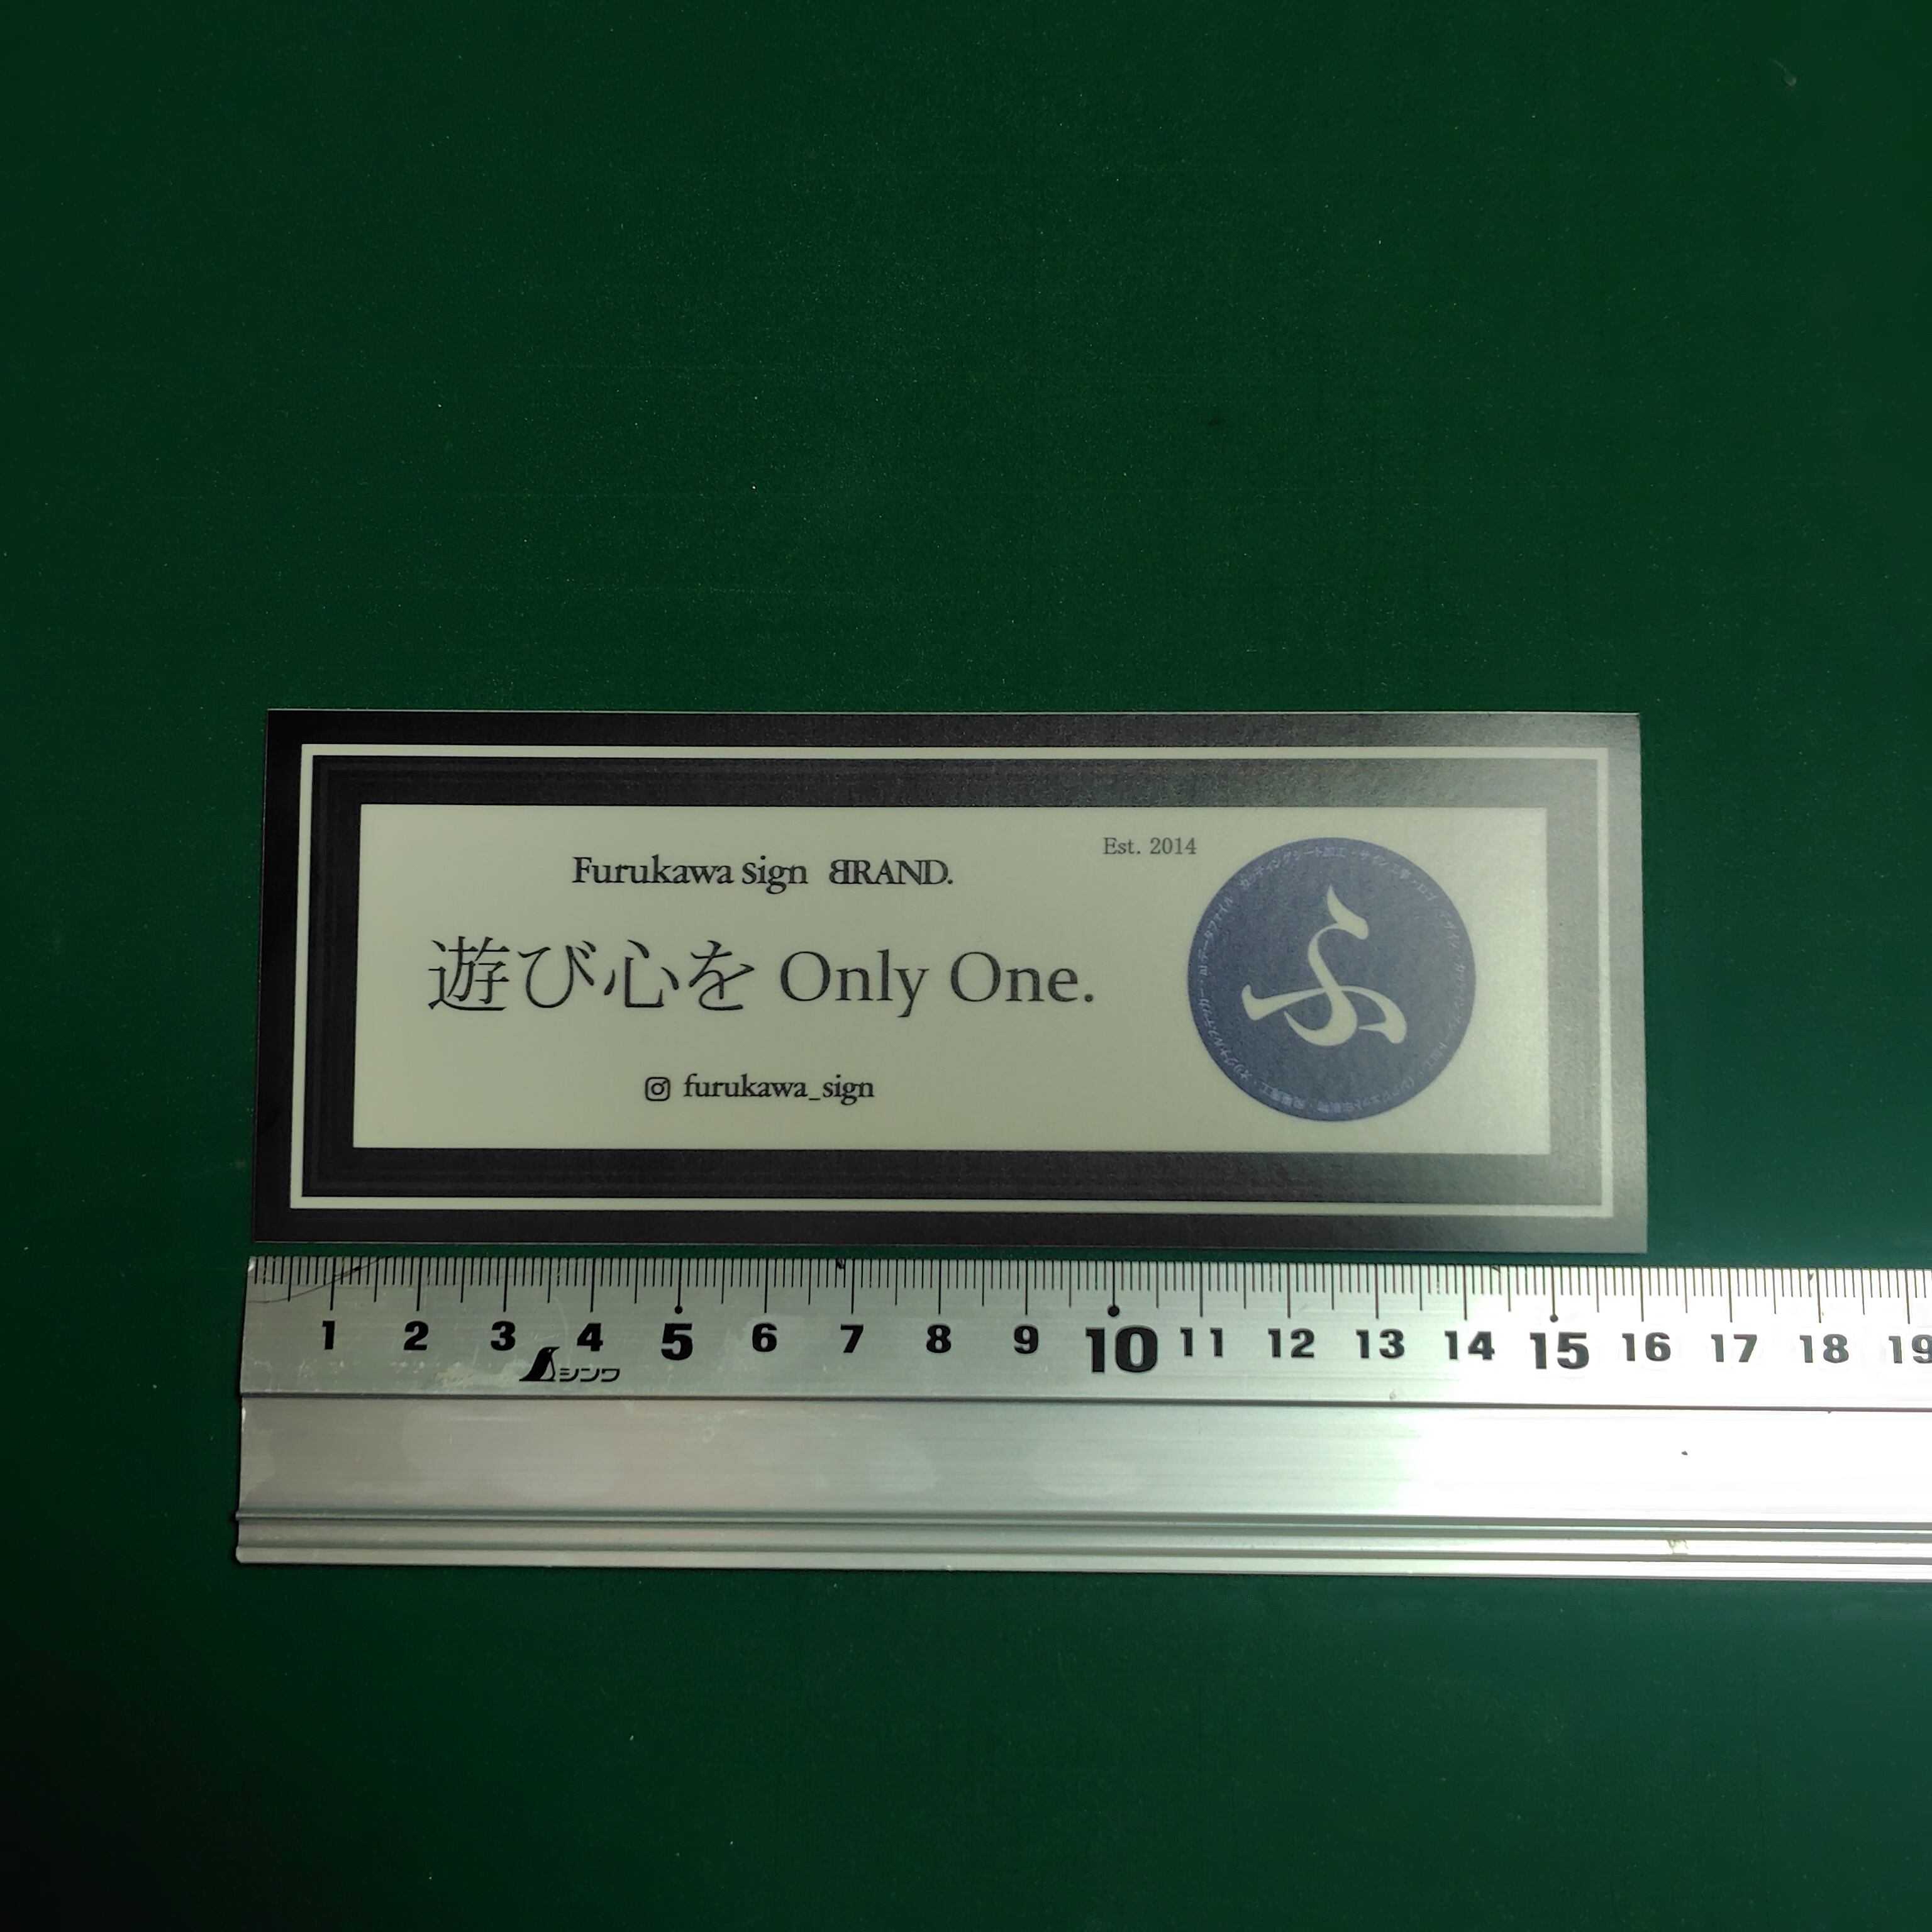 Est. 2014
Furukawa sign BRAND.
遊び心を Only One.
furukawa_sign
1 2 3 4 5 6 7 8 9 10 11 12 13 14 15 16 17 18 19
シンワ